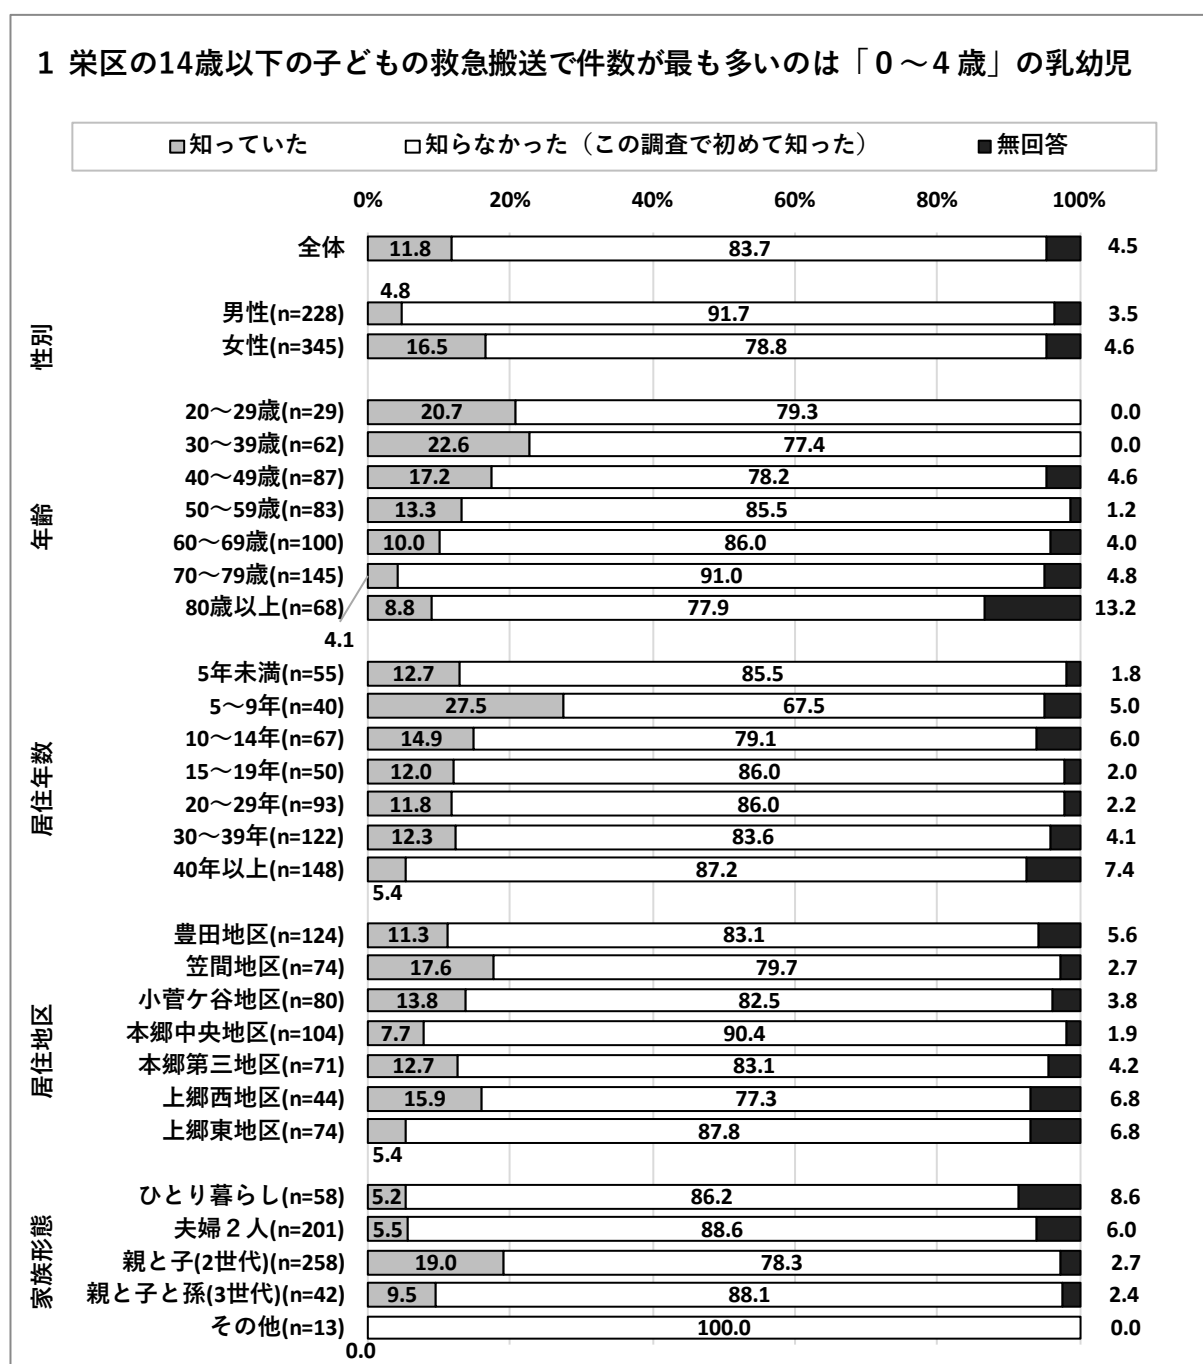 1 栄区の14歳以下の子どもの救急搬送で件数が最も多いのは「0～4歳」の乳幼児
知っていた 知らなかった（この調査で初めて知った） 無回答
0% 20% 40% 60% 80% 100%
全体 11.8 83.7 4.5
性別
4.8
男性(n=228) 91.7 3.5
女性(n=345) 16.5 78.8 4.6
年齢
20～29歳(n=29) 20.7 79.3 0.0
30～39歳(n=62) 22.6 77.4 0.0
40～49歳(n=87) 17.2 78.2 4.6
50～59歳(n=83) 13.3 85.5 1.2
60～69歳(n=100) 10.0 86.0 4.0
70～79歳(n=145) 91.0 4.8
80歳以上(n=68) 8.8 77.9 13.2
4.1
居住年数
5年未満(n=55) 12.7 85.5 1.8
5～9年(n=40) 27.5 67.5 5.0
10～14年(n=67) 14.9 79.1 6.0
15～19年(n=50) 12.0 86.0 2.0
20～29年(n=93) 11.8 86.0 2.2
30～39年(n=122) 12.3 83.6 4.1
40年以上(n=148) 87.2 7.4
5.4
居住地区
豊田地区(n=124) 11.3 83.1 5.6
笠間地区(n=74) 17.6 79.7 2.7
小菅ケ谷地区(n=80) 13.8 82.5 3.8
本郷中央地区(n=104) 7.7 90.4 1.9
本郷第三地区(n=71) 12.7 83.1 4.2
上郷西地区(n=44) 15.9 77.3 6.8
上郷東地区(n=74) 87.8 6.8
5.4
家族形態
ひとり暮らし(n=58) 5.2 86.2 8.6
夫婦２人(n=201) 5.5 88.6 6.0
親と子(2世代)(n=258) 19.0 78.3 2.7
親と子と孫(3世代)(n=42) 9.5 88.1 2.4
その他(n=13) 100.0 0.0
0.0